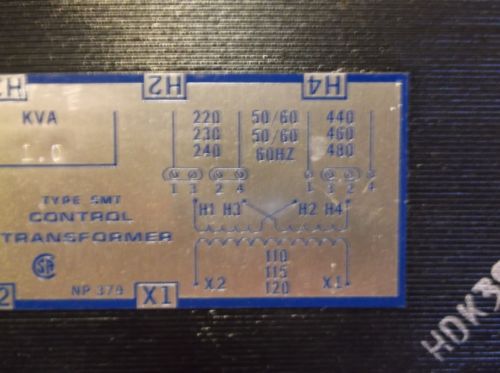 H2 H4
KVA 220 50/60 440
230 50/60 460
1.0 240 60HZ 480
1 3 2 4 1 3 2 4
TYPE SMT H1 H3 H2 H4
CONTROL
TRANSFORMER 110
115
X2 120 X1
NP 379 X1
HDK3